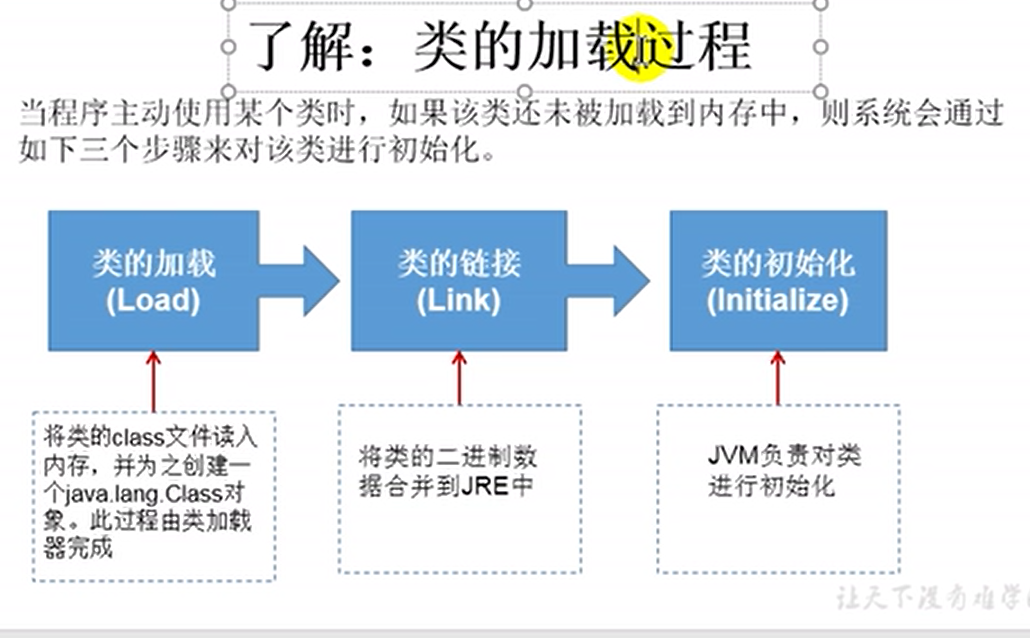 了解：类的加载过程
当程序主动使用某个类时，如果该类还未被加载到内存中，则系统会通过
如下三个步骤来对该类进行初始化。
类的加载
(Load)
类的链接
(Link)
类的初始化
(Initialize)
将类的class文件读入
内存，并为之创建一
个java.lang.Class对
象。此过程由类加载
器完成
将类的二进制数
据合并到JRE中
JVM负责对类
进行初始化
让天下没有难学